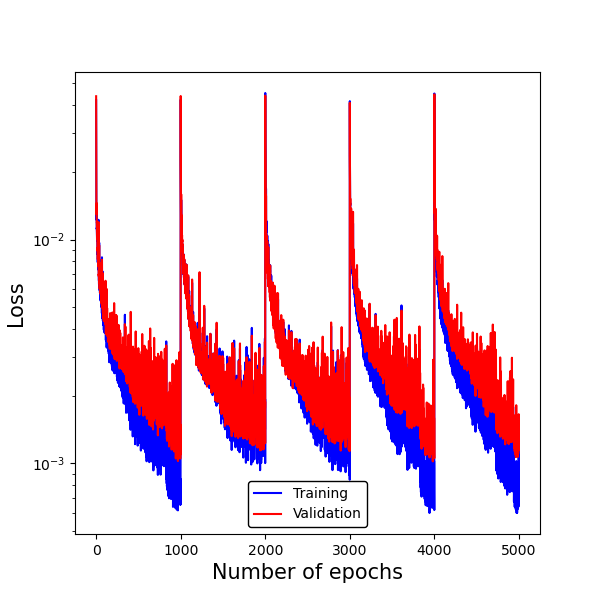 Loss
10⁻²
10⁻³
0 1000 2000 3000 4000 5000
Number of epochs
Training
Validation